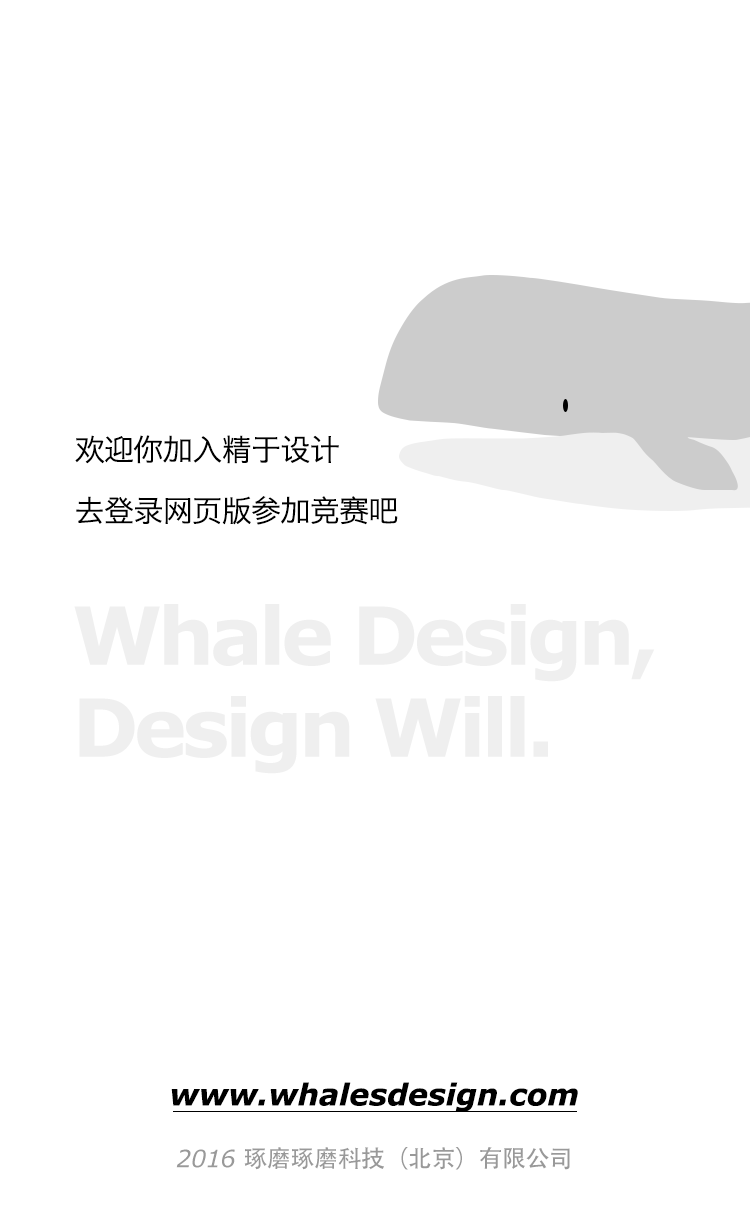 欢迎你加入精于设计
去登录网页版参加竞赛吧
Whale Design,
Design Will.
www.whalesdesign.com
2016 琢磨琢磨科技（北京）有限公司